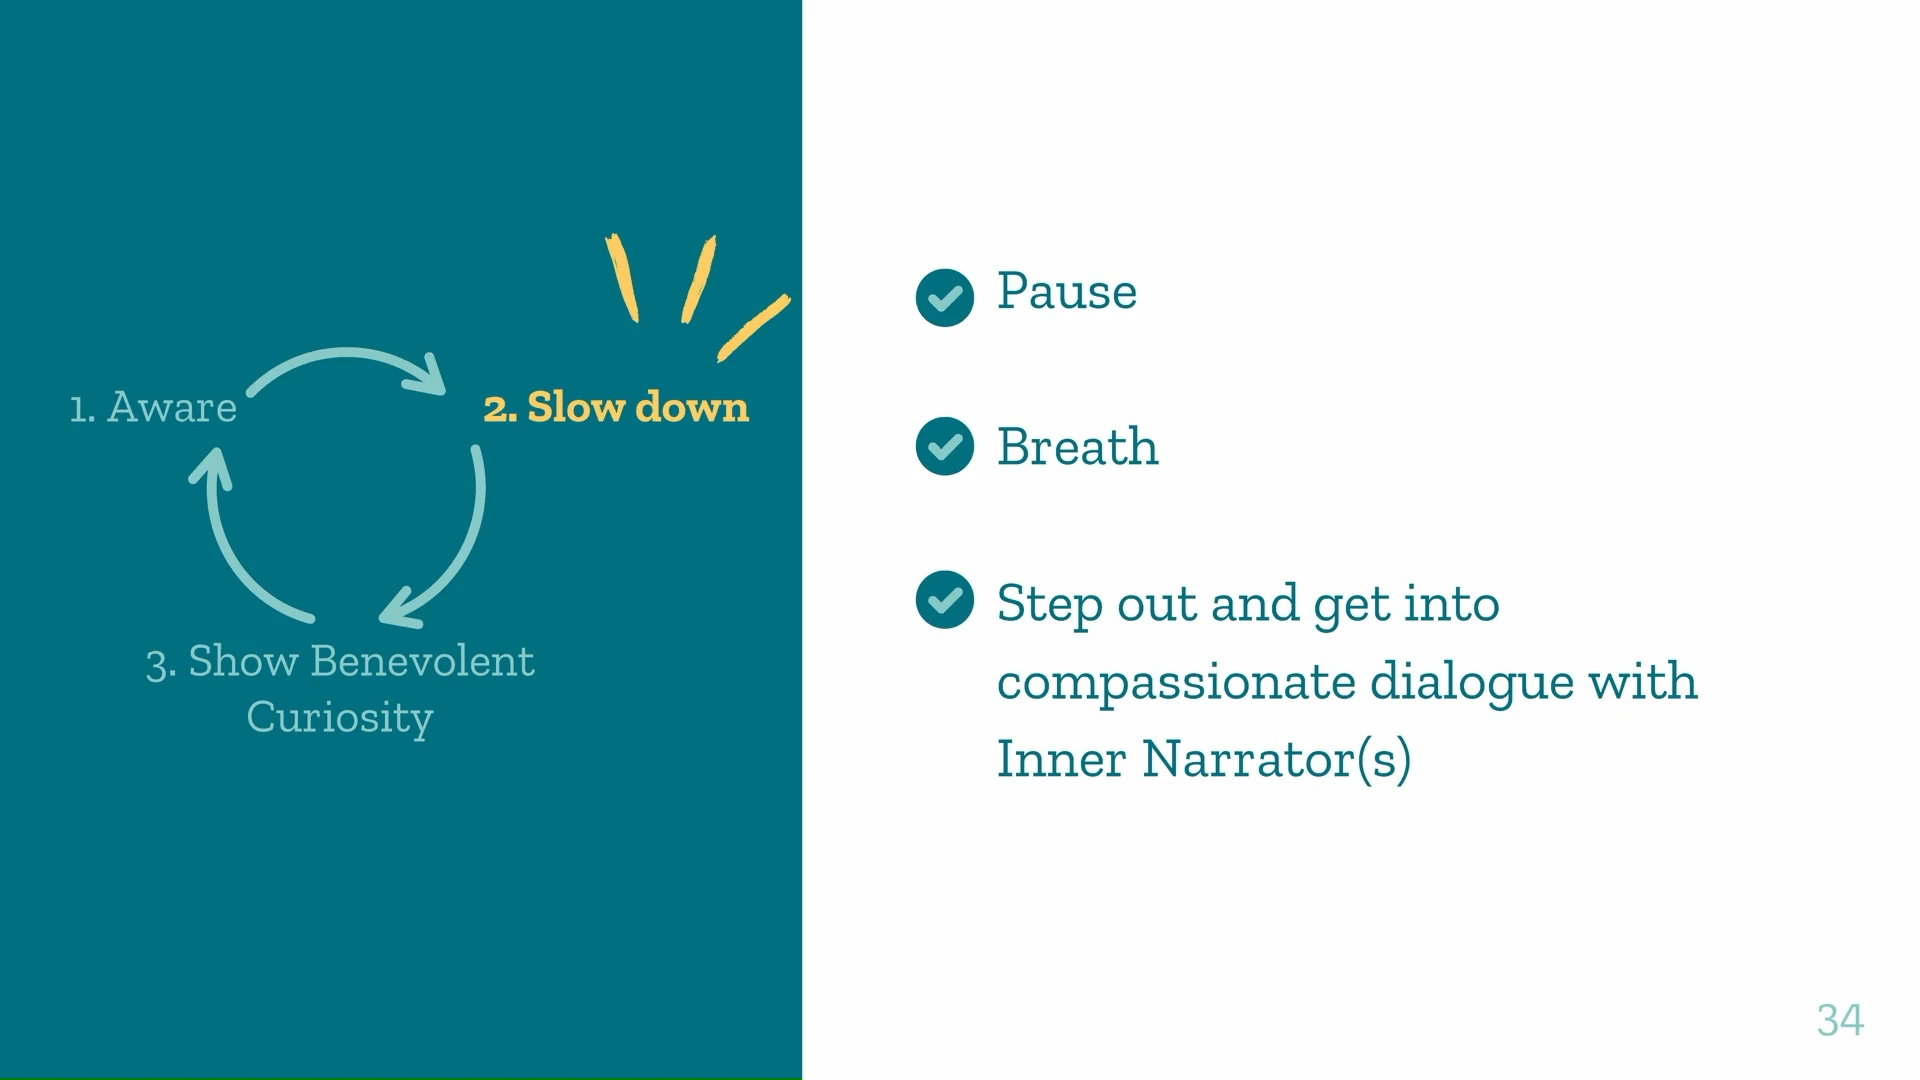 1. Aware
2. Slow down
3. Show Benevolent
Curiosity
Pause
Breath
Step out and get into
compassionate dialogue with
Inner Narrator(s)
34